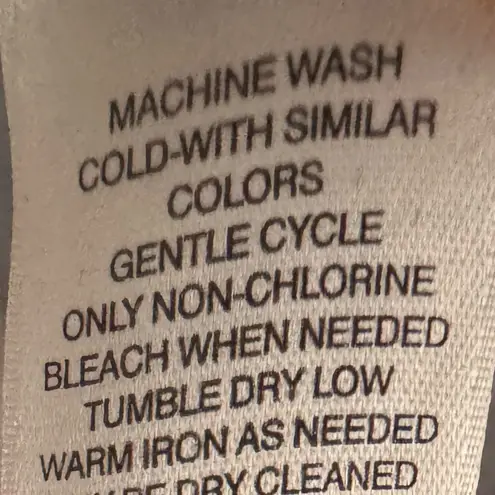 MACHINE WASH
COLD-WITH SIMILAR
COLORS
GENTLE CYCLE
ONLY NON-CHLORINE
BLEACH WHEN NEEDED
TUMBLE DRY LOW
WARM IRON AS NEEDED
BE DRY CLEANED